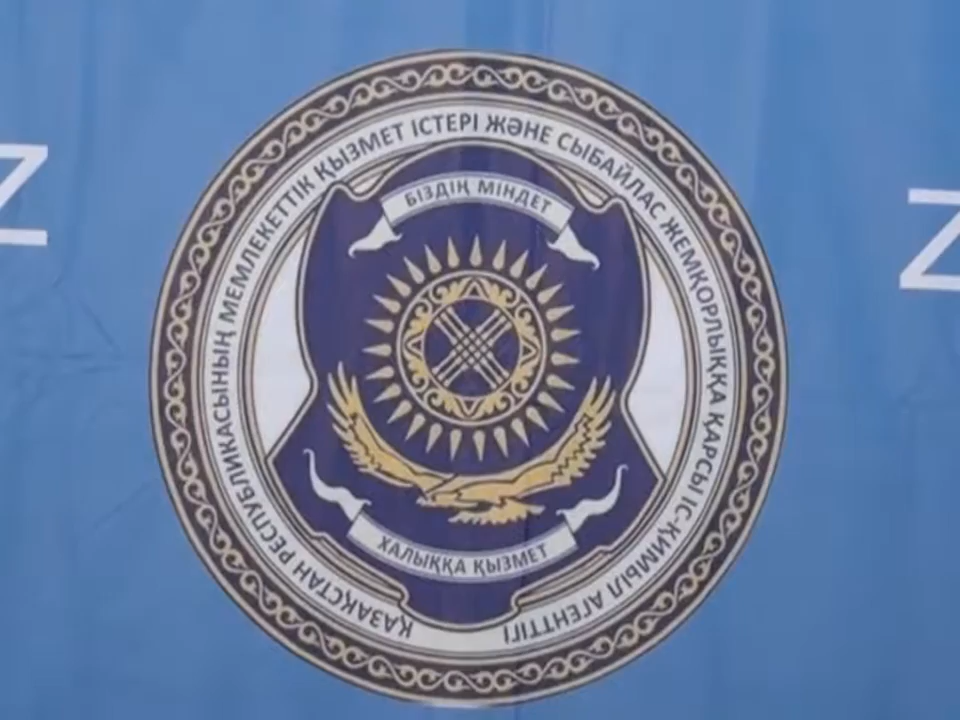 ҚАЗАҚСТАН РЕСПУБЛИКАСЫНЫҢ МЕМЛЕКЕТТІК ҚЫЗМЕТ ІСТЕРІ ЖӘНЕ СЫБАЙЛАС ЖЕМҚОРЛЫҚҚА ҚАРСЫ ІС-ҚИМЫЛ АГЕНТТІГІ
БІЗДІҢ МІНДЕТ
Z
Z
ХАЛЫҚҚА ҚЫЗМЕТ